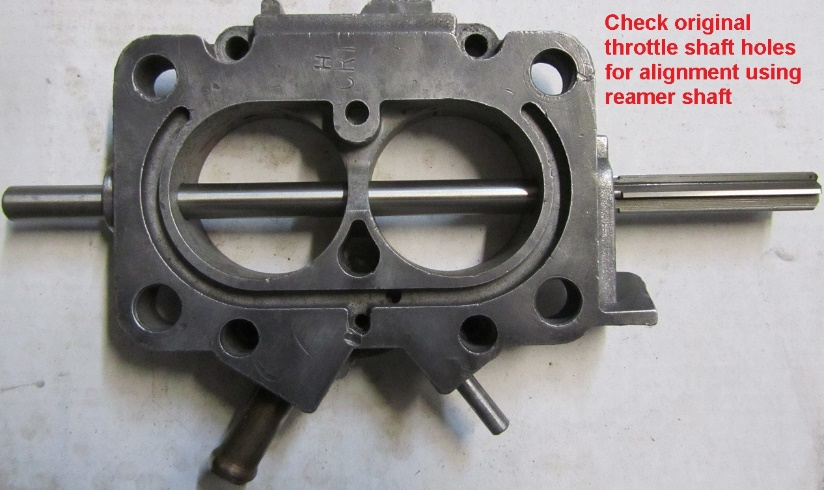 Check original
throttle shaft holes
for alignment using
reamer shaft